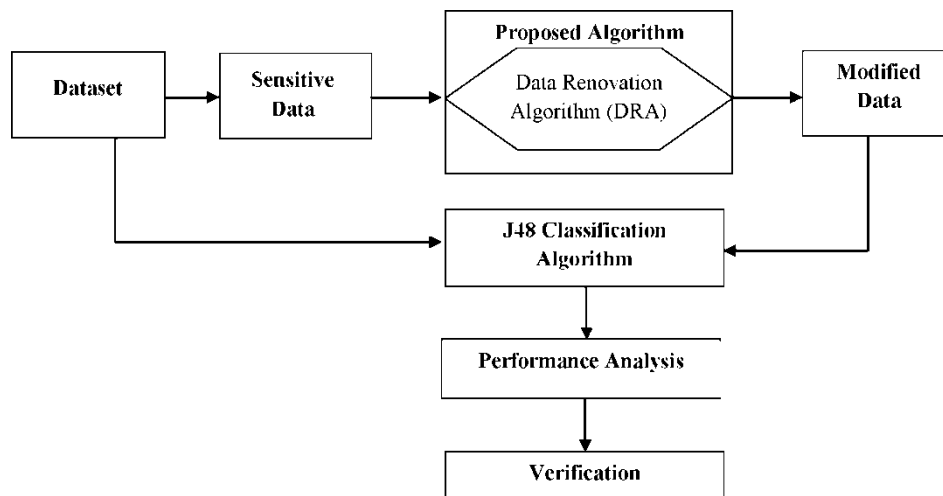 Dataset
Sensitive
Data
Proposed Algorithm
Data Renovation
Algorithm (DRA)
Modified
Data
J48 Classification
Algorithm
Performance Analysis
Verification